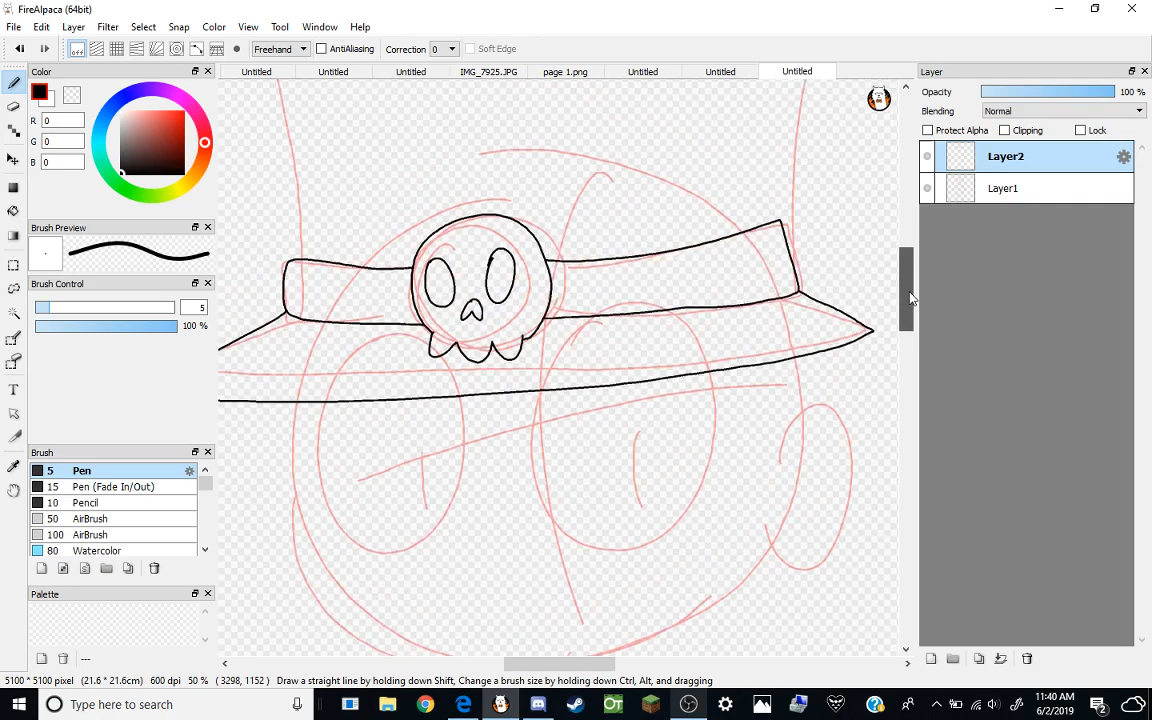 FireAlpaca (64bit)
File Edit Layer Filter Select Snap Color View Tool Window Help
off Freehand AntiAliasing Correction 0 Soft Edge
Color Untitled Untitled Untitled IMG_7925.JPG page 1.png Untitled Untitled Untitled Layer
Opacity 100 %
R 0
Blending Normal
G 0
Protect Alpha Clipping Lock
B 0
Layer2
Layer1
Brush Preview
Brush Control
5
100 %
Brush
5 Pen
15 Pen (Fade In/Out)
10 Pencil
50 AirBrush
100 AirBrush
80 Watercolor
Palette
---
5100 * 5100 pixel (21.6 * 21.6cm) 600 dpi 50 % ( 3298, 1152 ) Draw a straight line by holding down Shift, Change a brush size by holding down Ctrl, Alt, and dragging
Type here to search OT 11:40 AM
6/2/2019 2